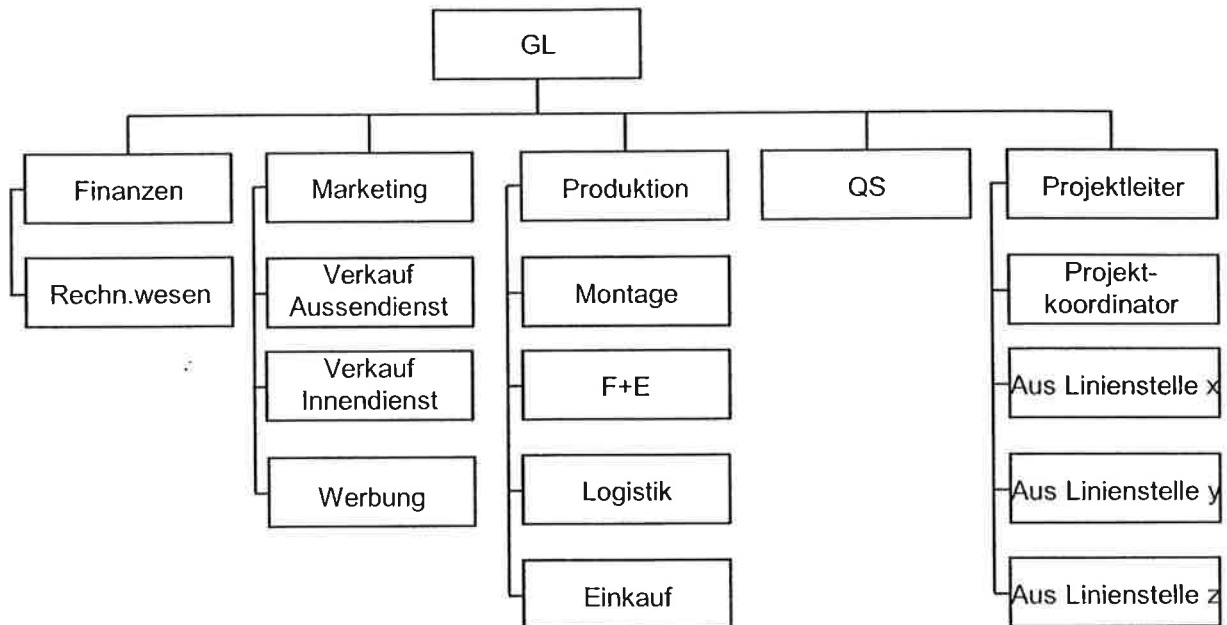 GL
Finanzen
Marketing
Produktion
QS
Projektleiter
Rechn.wesen
Verkauf
Aussendienst
Montage
Projekt-
koordinator
Verkauf
Innendienst
F+E
Aus Linienstelle x
Werbung
Logistik
Aus Linienstelle y
Einkauf
Aus Linienstelle z